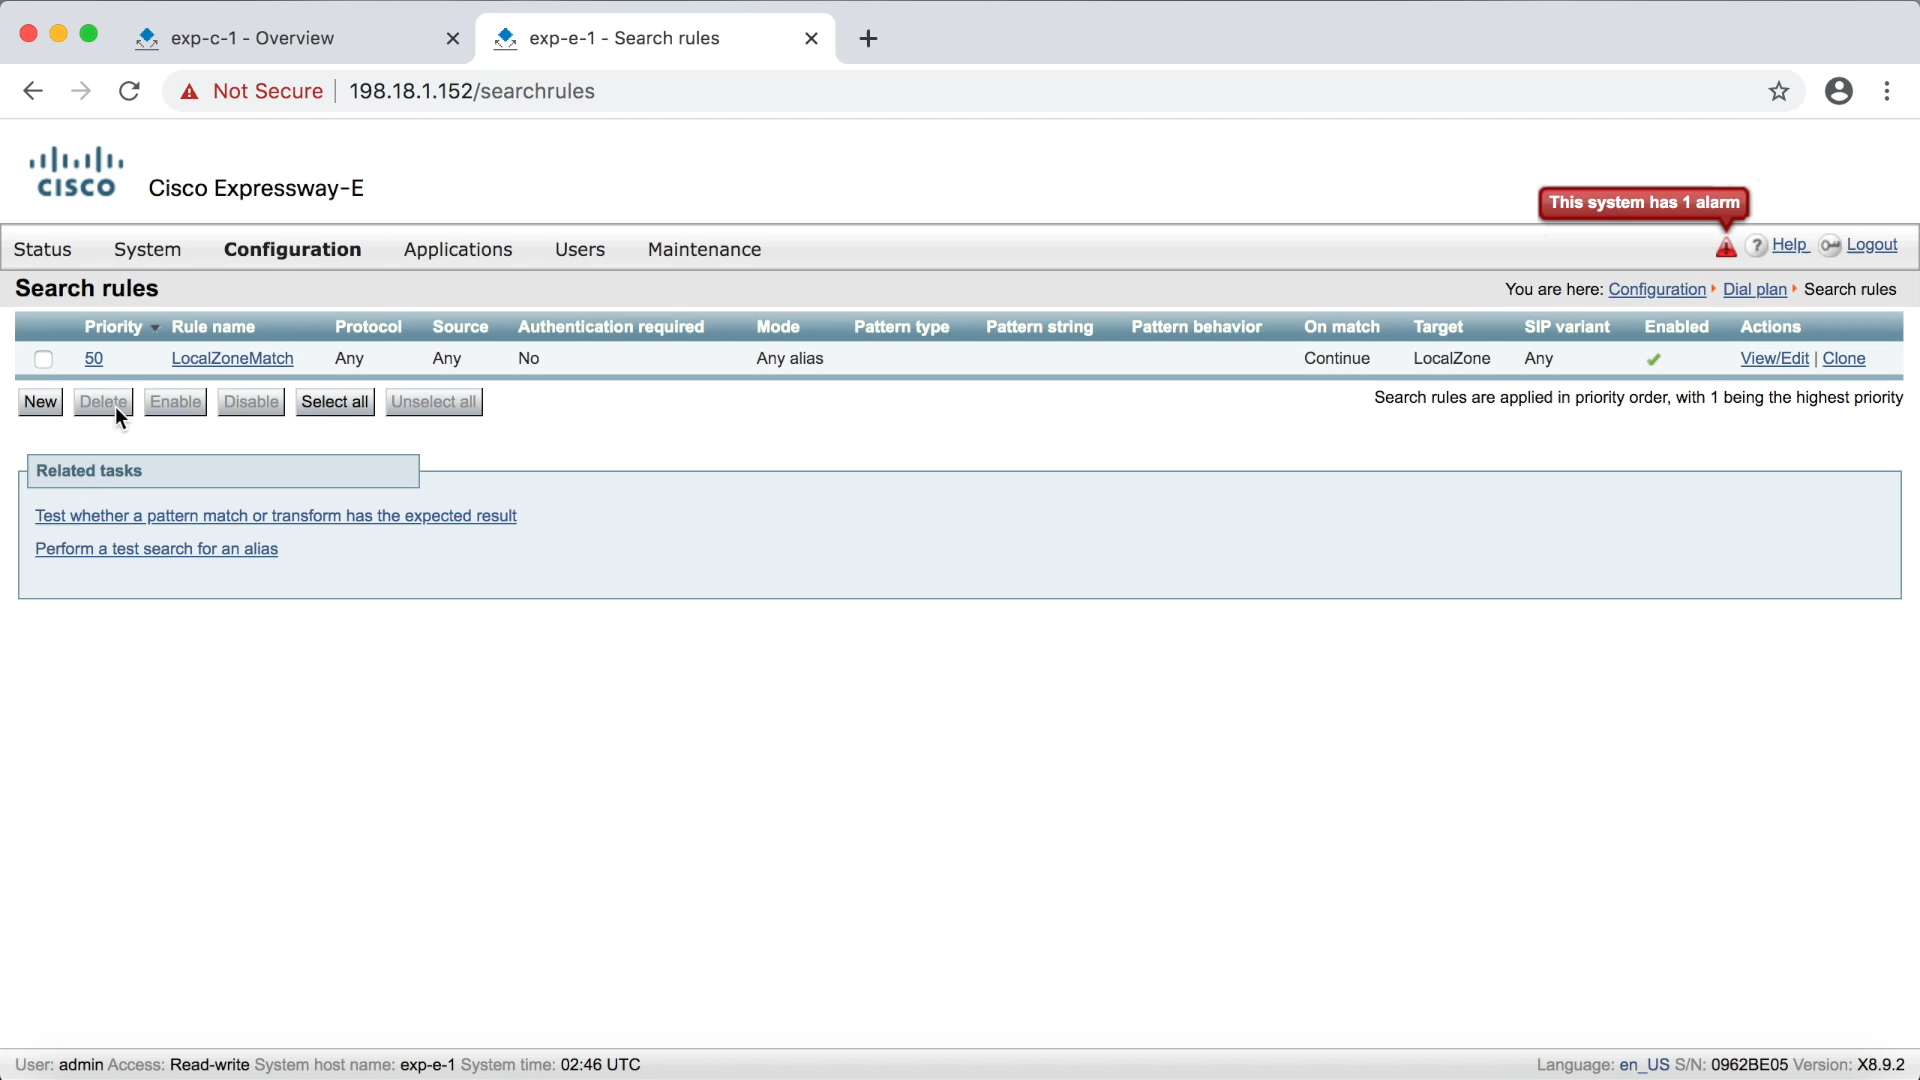 exp-c-1 - Overview
exp-e-1 - Search rules
Not Secure 198.18.1.152/searchrules
CISCO Cisco Expressway-E
This system has 1 alarm
Status System Configuration Applications Users Maintenance Help Logout
Search rules You are here: Configuration Dial plan Search rules
Priority Rule name Protocol Source Authentication required Mode Pattern type Pattern string Pattern behavior On match Target SIP variant Enabled Actions
50 LocalZoneMatch Any Any No Any alias Continue LocalZone Any View/Edit | Clone
New Delete Enable Disable Select all Unselect all Search rules are applied in priority order, with 1 being the highest priority
Related tasks
Test whether a pattern match or transform has the expected result
Perform a test search for an alias
User: admin Access: Read-write System host name: exp-e-1 System time: 02:46 UTC Language: en_US S/N: 0962BE05 Version: X8.9.2